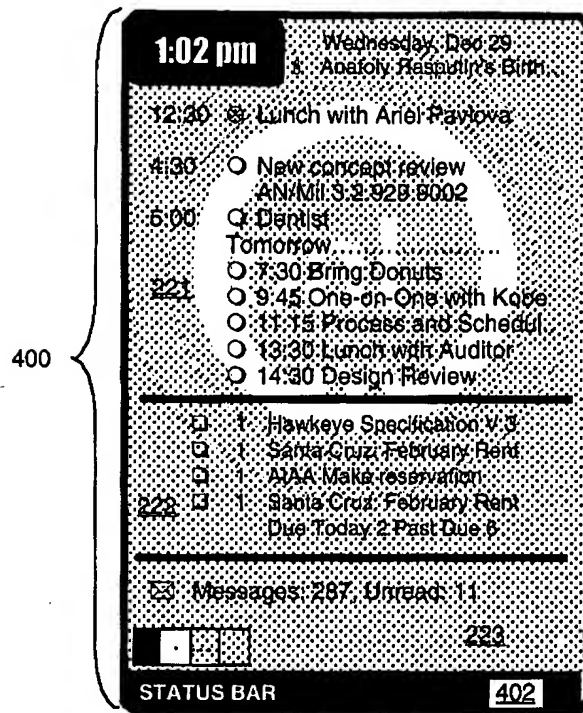 1:02 pm
Wednesday, Dec 29
Anatoly Rasputin's Birth...
12:30 Lunch with Ariel Pavlova
4:30 New concept review
AN/Mil 3.2.929.9002
5:00 Dentist
Tomorrow
7:30 Bring Donuts
221
9:45 One-on-One with Kobe
11:15 Process and Schedul...
400
13:30 Lunch with Auditor
14:30 Design Review
1 Hawkeye Specification V 3
1 Santa Cruz: February Rent
1 AIAA Make reservation
222 1 Santa Cruz: February Rent
Due Today 2 Past Due 6
Messages: 287, Unread: 11
223
STATUS BAR 402